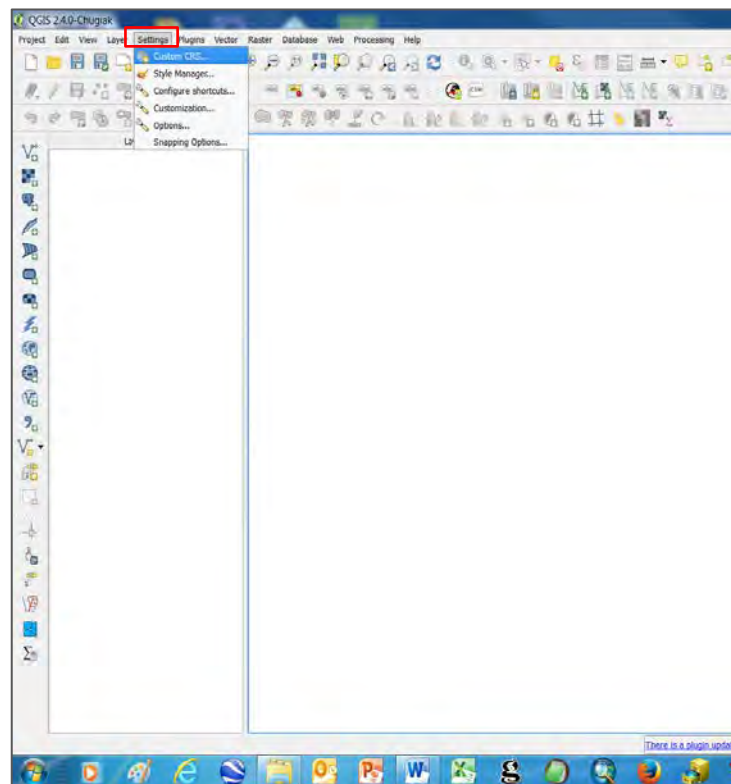 QGIS 2.4.0-Chugiak
Project Edit View Layer Settings Plugins Vector Raster Database Web Processing Help
Custom CRS...
Style Manager...
Configure shortcuts...
Customization...
Options...
Snapping Options...
There is a plugin updat